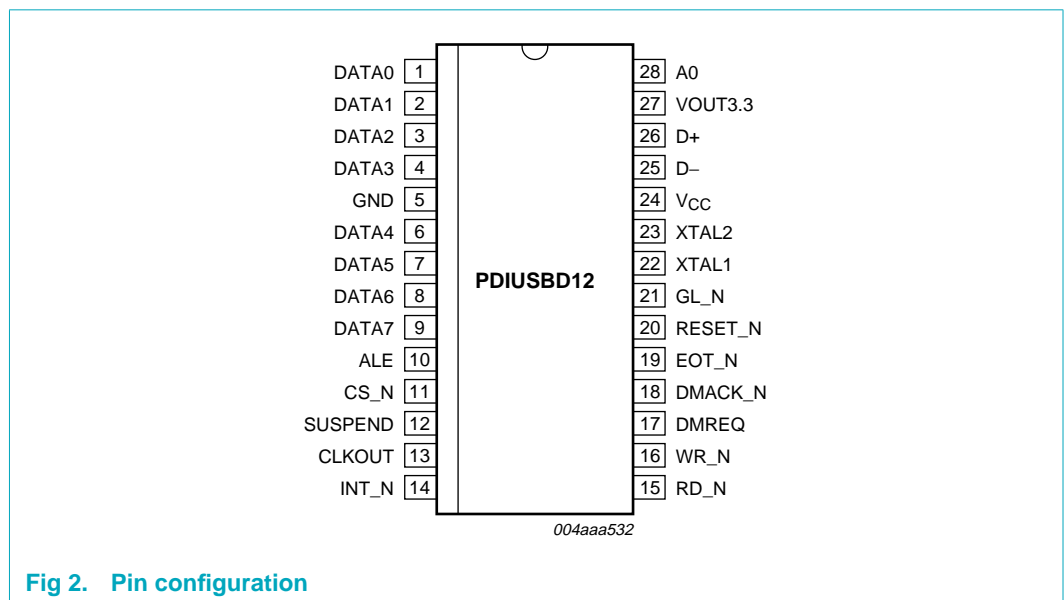 DATA0 1 28 A0
DATA1 2 27 VOUT3.3
DATA2 3 26 D+
DATA3 4 25 D−
GND 5 24 VCC
DATA4 6 23 XTAL2
DATA5 7 22 XTAL1
DATA6 8 PDIUSBD12 21 GL_N
DATA7 9 20 RESET_N
ALE 10 19 EOT_N
CS_N 11 18 DMACK_N
SUSPEND 12 17 DMREQ
CLKOUT 13 16 WR_N
INT_N 14 15 RD_N
004aaa532
Fig 2. Pin configuration